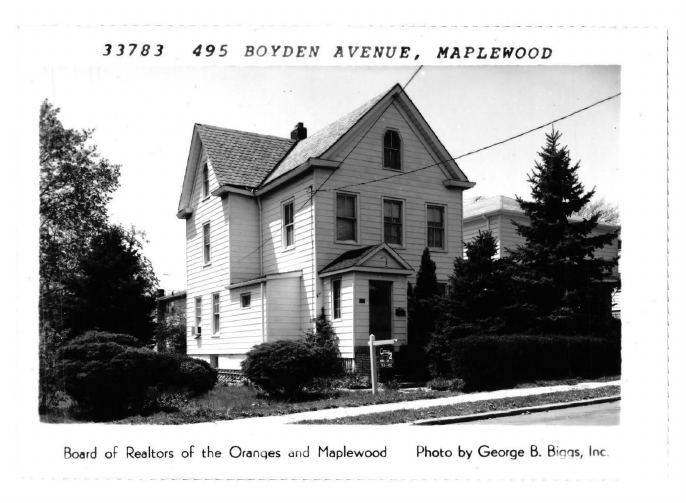 33783 495 BOYDEN AVENUE, MAPLEWOOD
Board of Realtors of the Oranges and Maplewood Photo by George B. Biggs, Inc.